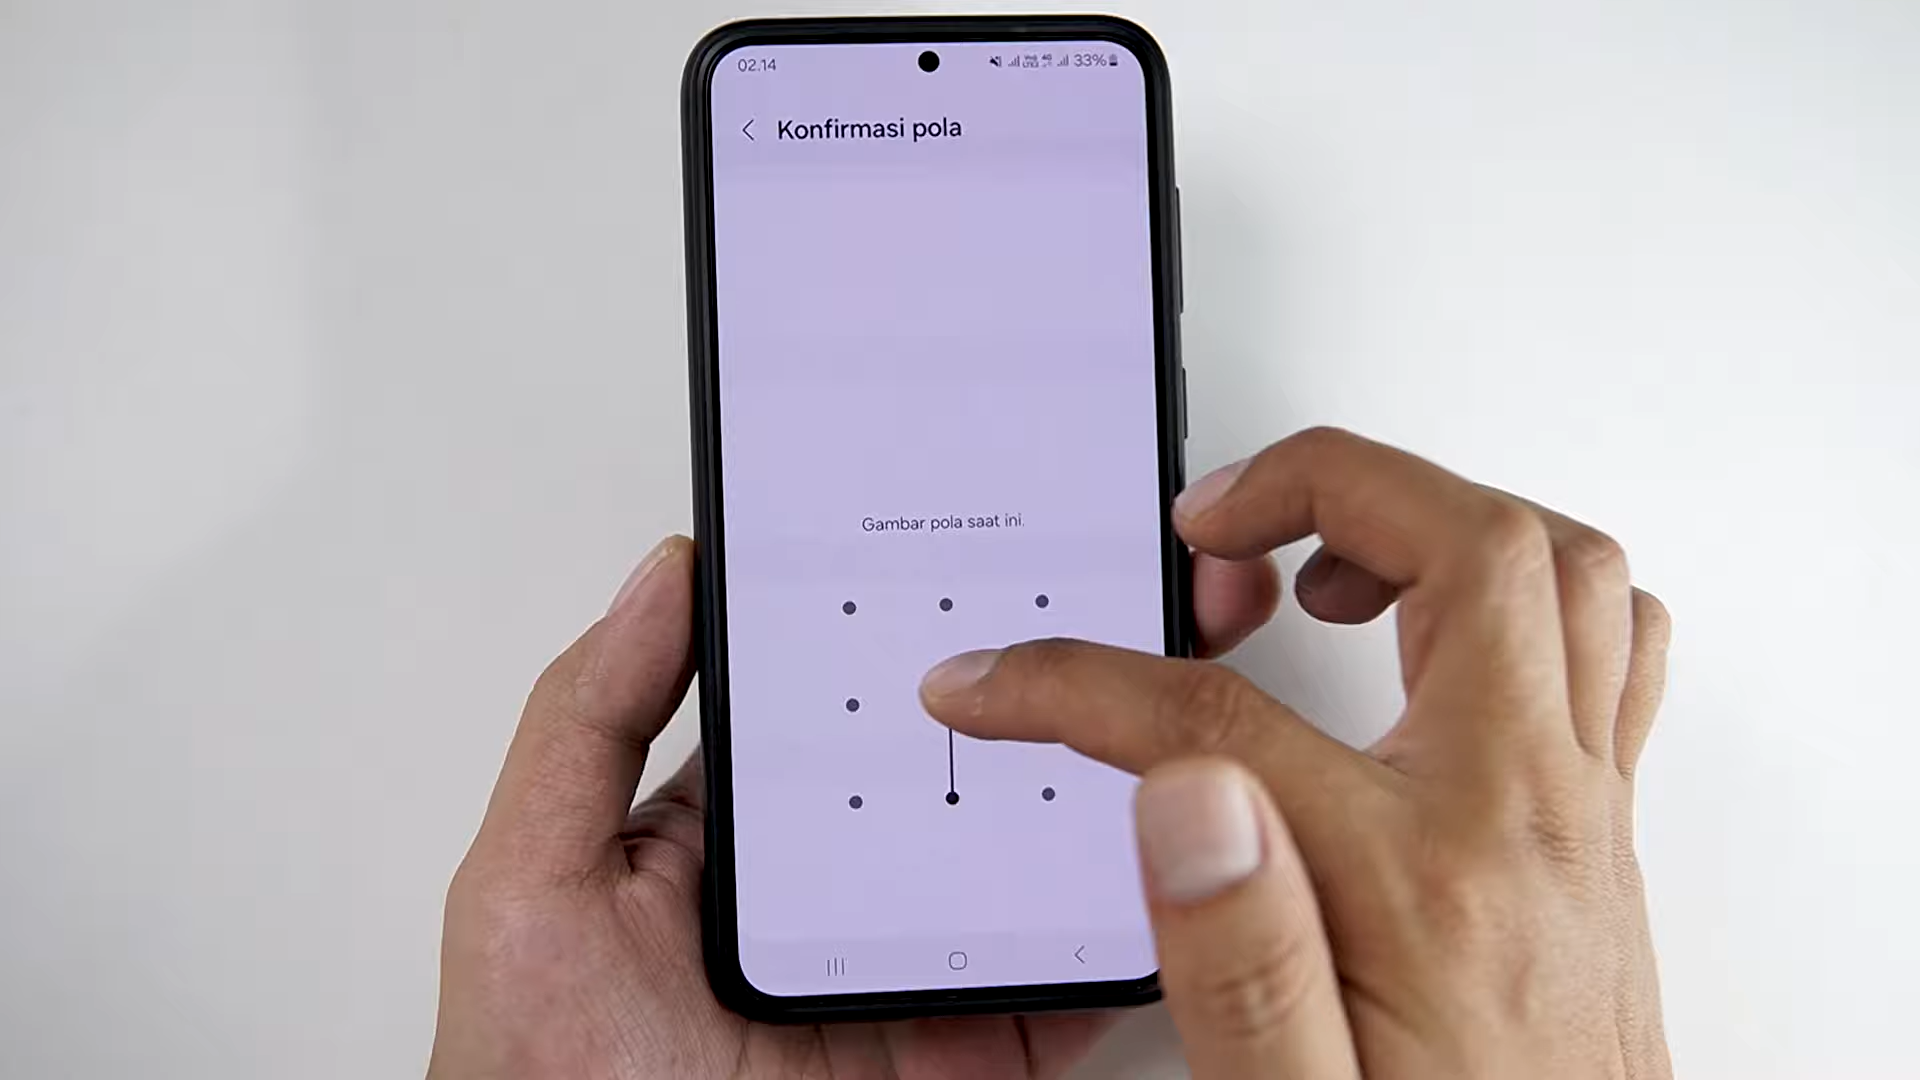 02.14 33%
Konfirmasi pola
Gambar pola saat ini.